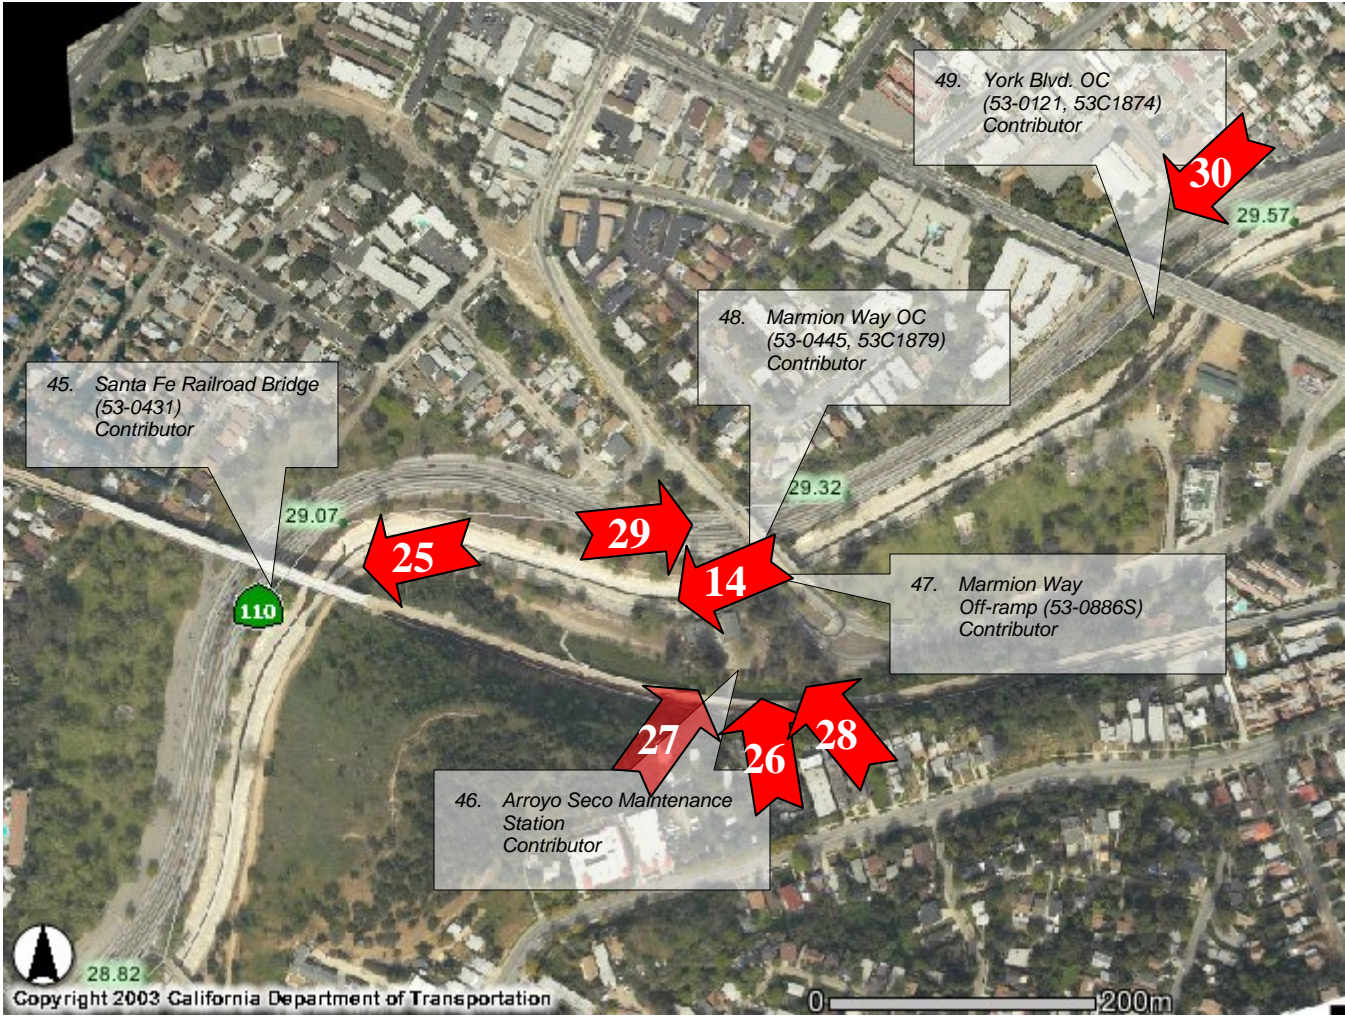 49. York Blvd. OC
(53-0121, 53C1874)
Contributor
30
29.57
48. Marmion Way OC
(53-0445, 53C1879)
Contributor
45. Santa Fe Railroad Bridge
(53-0431)
Contributor
29.32
29.07
29
25
14
47. Marmion Way
Off-ramp (53-0886S)
Contributor
110
27
26
28
46. Arroyo Seco Maintenance
Station
Contributor
28.82
Copyright 2003 California Department of Transportation
0 200m